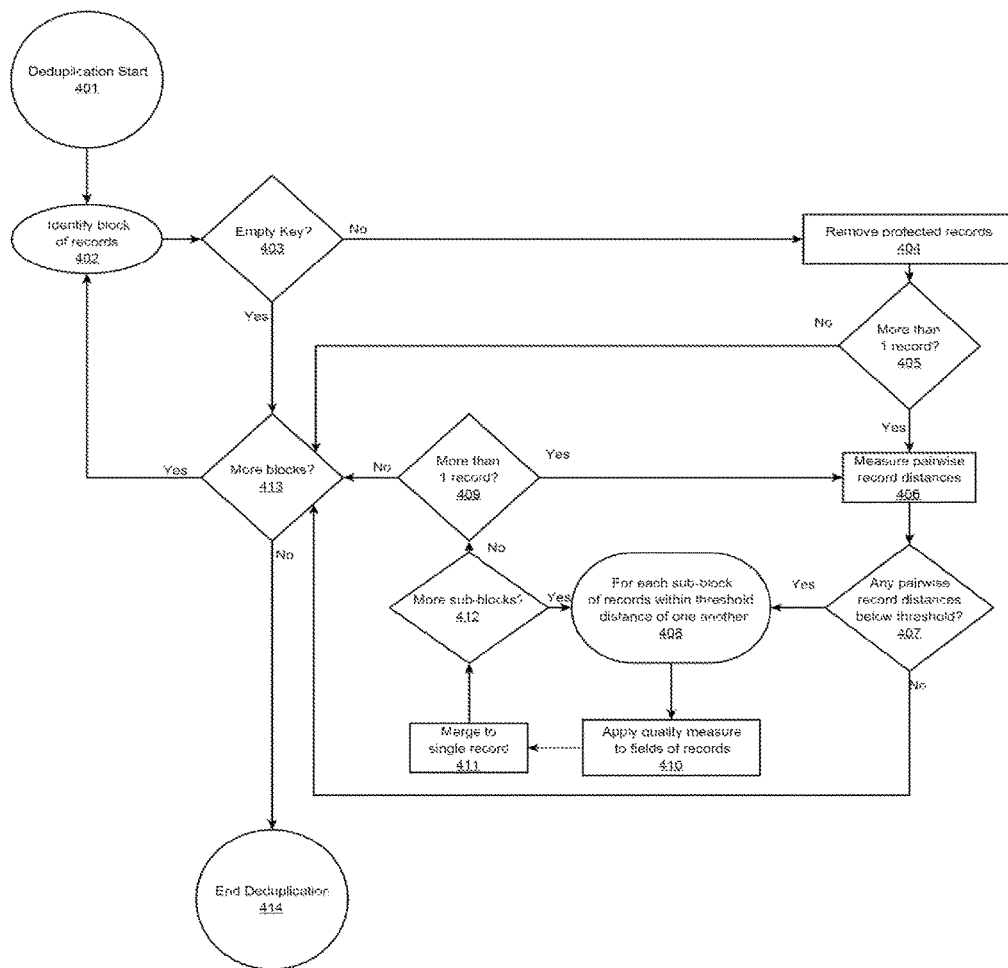 Deduplication Start
401
Identify block
of records
402
Empty Key?
403
No
Yes
Remove protected records
404
More than
1 record?
405
No
Yes
More blocks?
413
Yes
No
More than
1 record?
409
No
Yes
Measure pairwise
record distances
406
Any pairwise
record distances
below threshold?
407
Yes
No
For each sub-block
of records within threshold
distance of one another
408
More sub-blocks?
412
Yes
No
Merge to
single record
411
Apply quality measure
to fields of records
410
End Deduplication
414